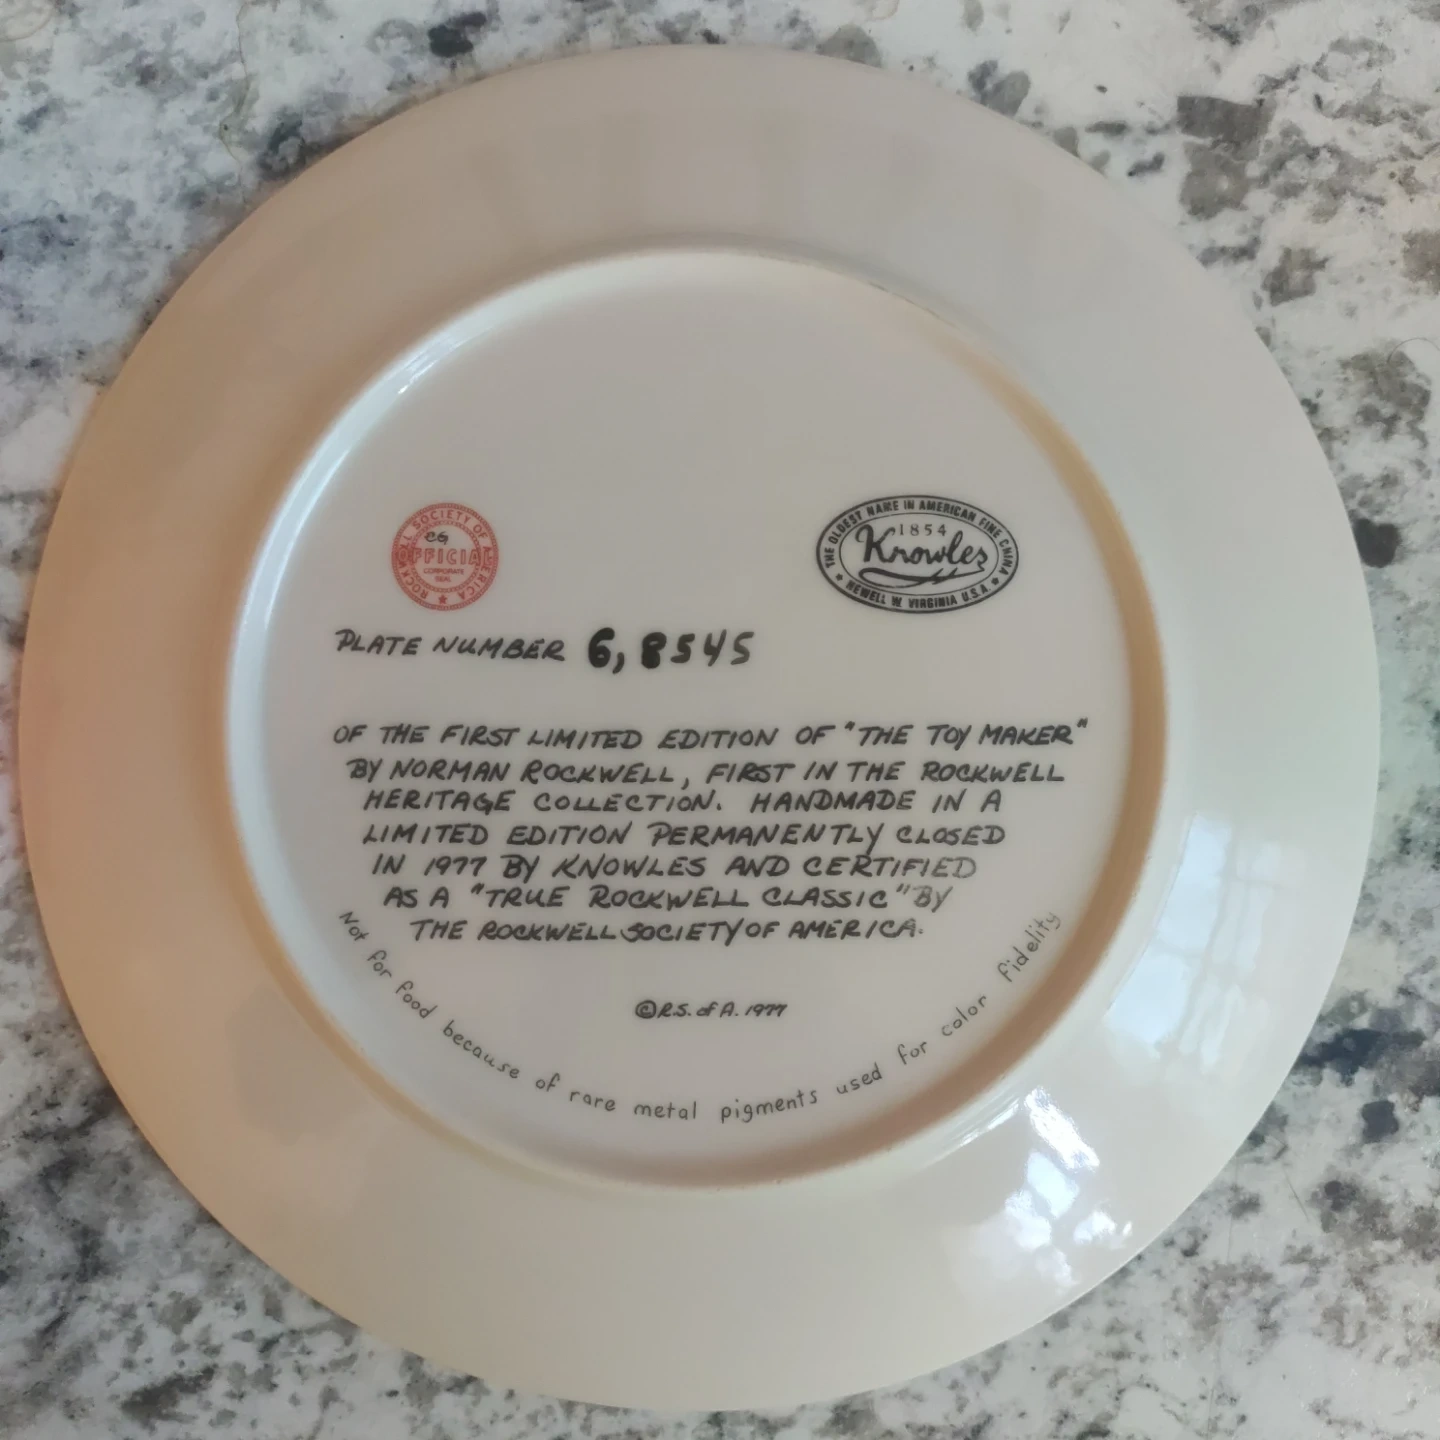 ROCKWELL SOCIETY OF AMERICA
CG
OFFICIAL
CORPORATE
SEAL
THE OLDEST NAME IN AMERICAN FINE CHINA
1854
Knowles
NEWELL W. VIRGINIA U.S.A.
PLATE NUMBER 6,8545
OF THE FIRST LIMITED EDITION OF "THE TOY MAKER"
BY NORMAN ROCKWELL, FIRST IN THE ROCKWELL
HERITAGE COLLECTION. HANDMADE IN A
LIMITED EDITION PERMANENTLY CLOSED
IN 1977 BY KNOWLES AND CERTIFIED
AS A "TRUE ROCKWELL CLASSIC" BY
THE ROCKWELL SOCIETY OF AMERICA.
© R.S. of A. 1977
Not for food because of rare metal pigments used for color fidelity